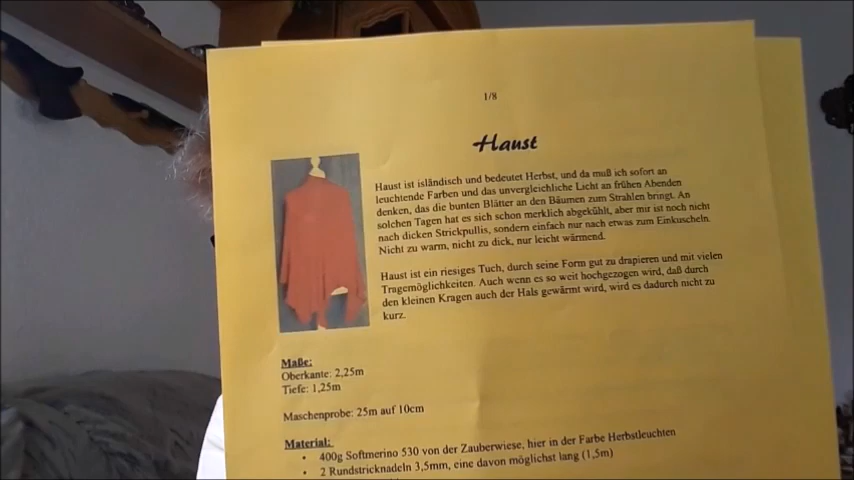 1/8
Haust
Haust ist isländisch und bedeutet Herbst, und da muß ich sofort an
leuchtende Farben und das unvergleichliche Licht an frühen Abenden
denken, das die bunten Blätter an den Bäumen zum Strahlen bringt. An
solchen Tagen hat es sich schon merklich abgekühlt, aber mir ist noch nicht
nach dicken Strickpullis, sondern einfach nur nach etwas zum Einkuscheln.
Nicht zu warm, nicht zu dick, nur leicht wärmend.
Haust ist ein riesiges Tuch, durch seine Form gut zu drapieren und mit vielen
Tragemöglichkeiten. Auch wenn es so weit hochgezogen wird, daß durch
den kleinen Kragen auch der Hals gewärmt wird, wird es dadurch nicht zu
kurz.
Maße:
Oberkante: 2,25m
Tiefe: 1,25m
Maschenprobe: 25m auf 10cm
Material:
• 400g Softmerino 530 von der Zauberwiese, hier in der Farbe Herbstleuchten
• 2 Rundstricknadeln 3,5mm, eine davon möglichst lang (1,5m)